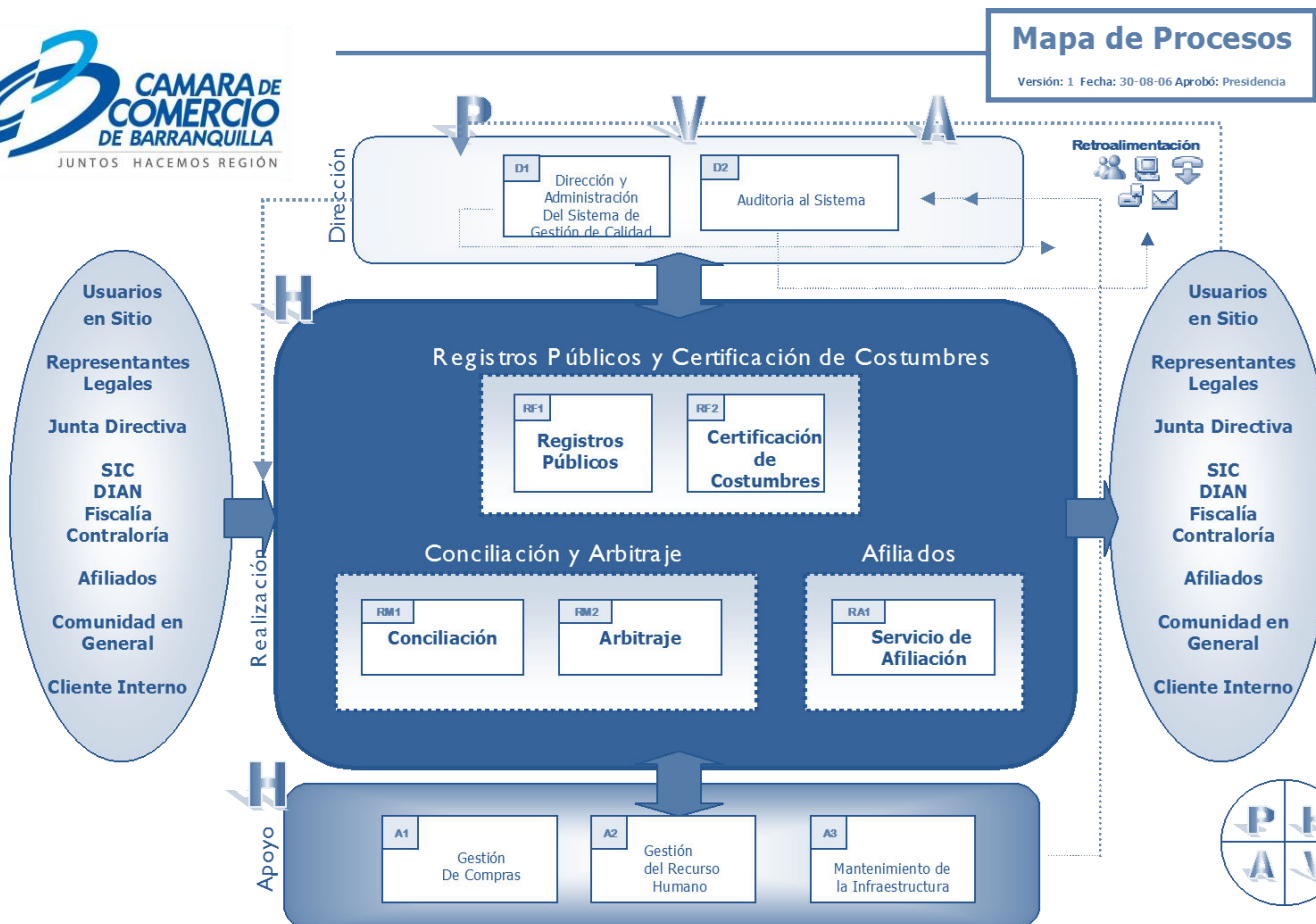 CAMARA DE
COMERCIO
DE BARRANQUILLA
JUNTOS HACEMOS REGIÓN
Mapa de Procesos
Versión: 1 Fecha: 30-08-06 Aprobó: Presidencia
P V A
Retroalimentación
Dirección
D1
Dirección y
Administración
Del Sistema de
Gestión de Calidad
D2
Auditoria al Sistema
H
Usuarios
en Sitio
Representantes
Legales
Junta Directiva
SIC
DIAN
Fiscalía
Contraloría
Afiliados
Comunidad en
General
Cliente Interno
Realización
Registros Públicos y Certificación de Costumbres
RF1
Registros
Públicos
RF2
Certificación
de
Costumbres
Conciliación y Arbitraje
RM1
Conciliación
RM2
Arbitraje
Afiliados
RA1
Servicio de
Afiliación
Usuarios
en Sitio
Representantes
Legales
Junta Directiva
SIC
DIAN
Fiscalía
Contraloría
Afiliados
Comunidad en
General
Cliente Interno
H
Apoyo
A1
Gestión
De Compras
A2
Gestión
del Recurso
Humano
A3
Mantenimiento de
la Infraestructura
P H
A V